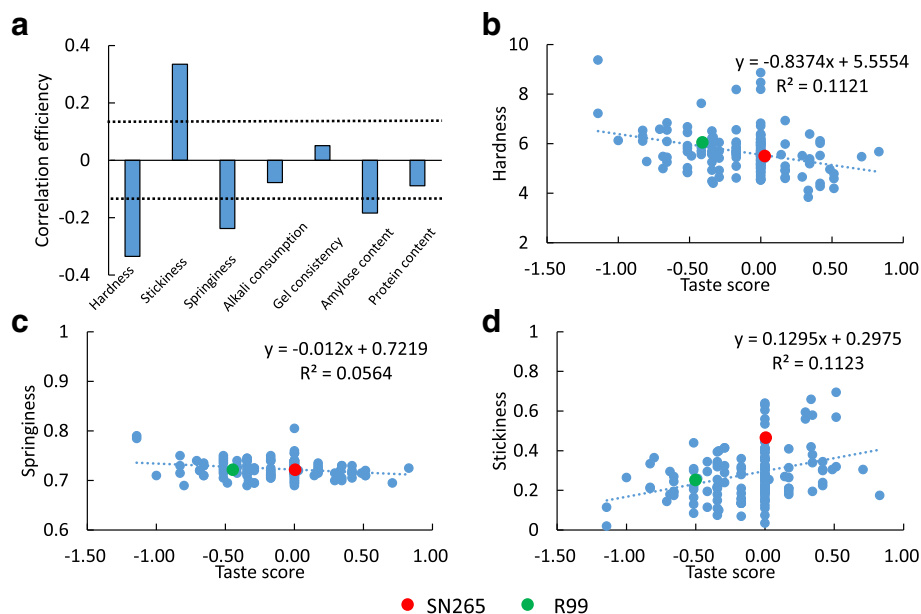 a
Correlation efficiency
0.4
0.2
0
-0.2
-0.4
Hardness
Stickiness
Springiness
Alkali consumption
Gel consistency
Amylose content
Protein content
b
Hardness
10
8
6
4
2
y = -0.8374x + 5.5554
R² = 0.1121
-1.50 -1.00 -0.50 0.00 0.50 1.00
Taste score
c
Springiness
1
0.9
0.8
0.7
0.6
y = -0.012x + 0.7219
R² = 0.0564
-1.50 -1.00 -0.50 0.00 0.50 1.00
Taste score
d
Stickiness
1
0.8
0.6
0.4
0.2
0
y = 0.1295x + 0.2975
R² = 0.1123
-1.50 -1.00 -0.50 0.00 0.50 1.00
Taste score
SN265 R99